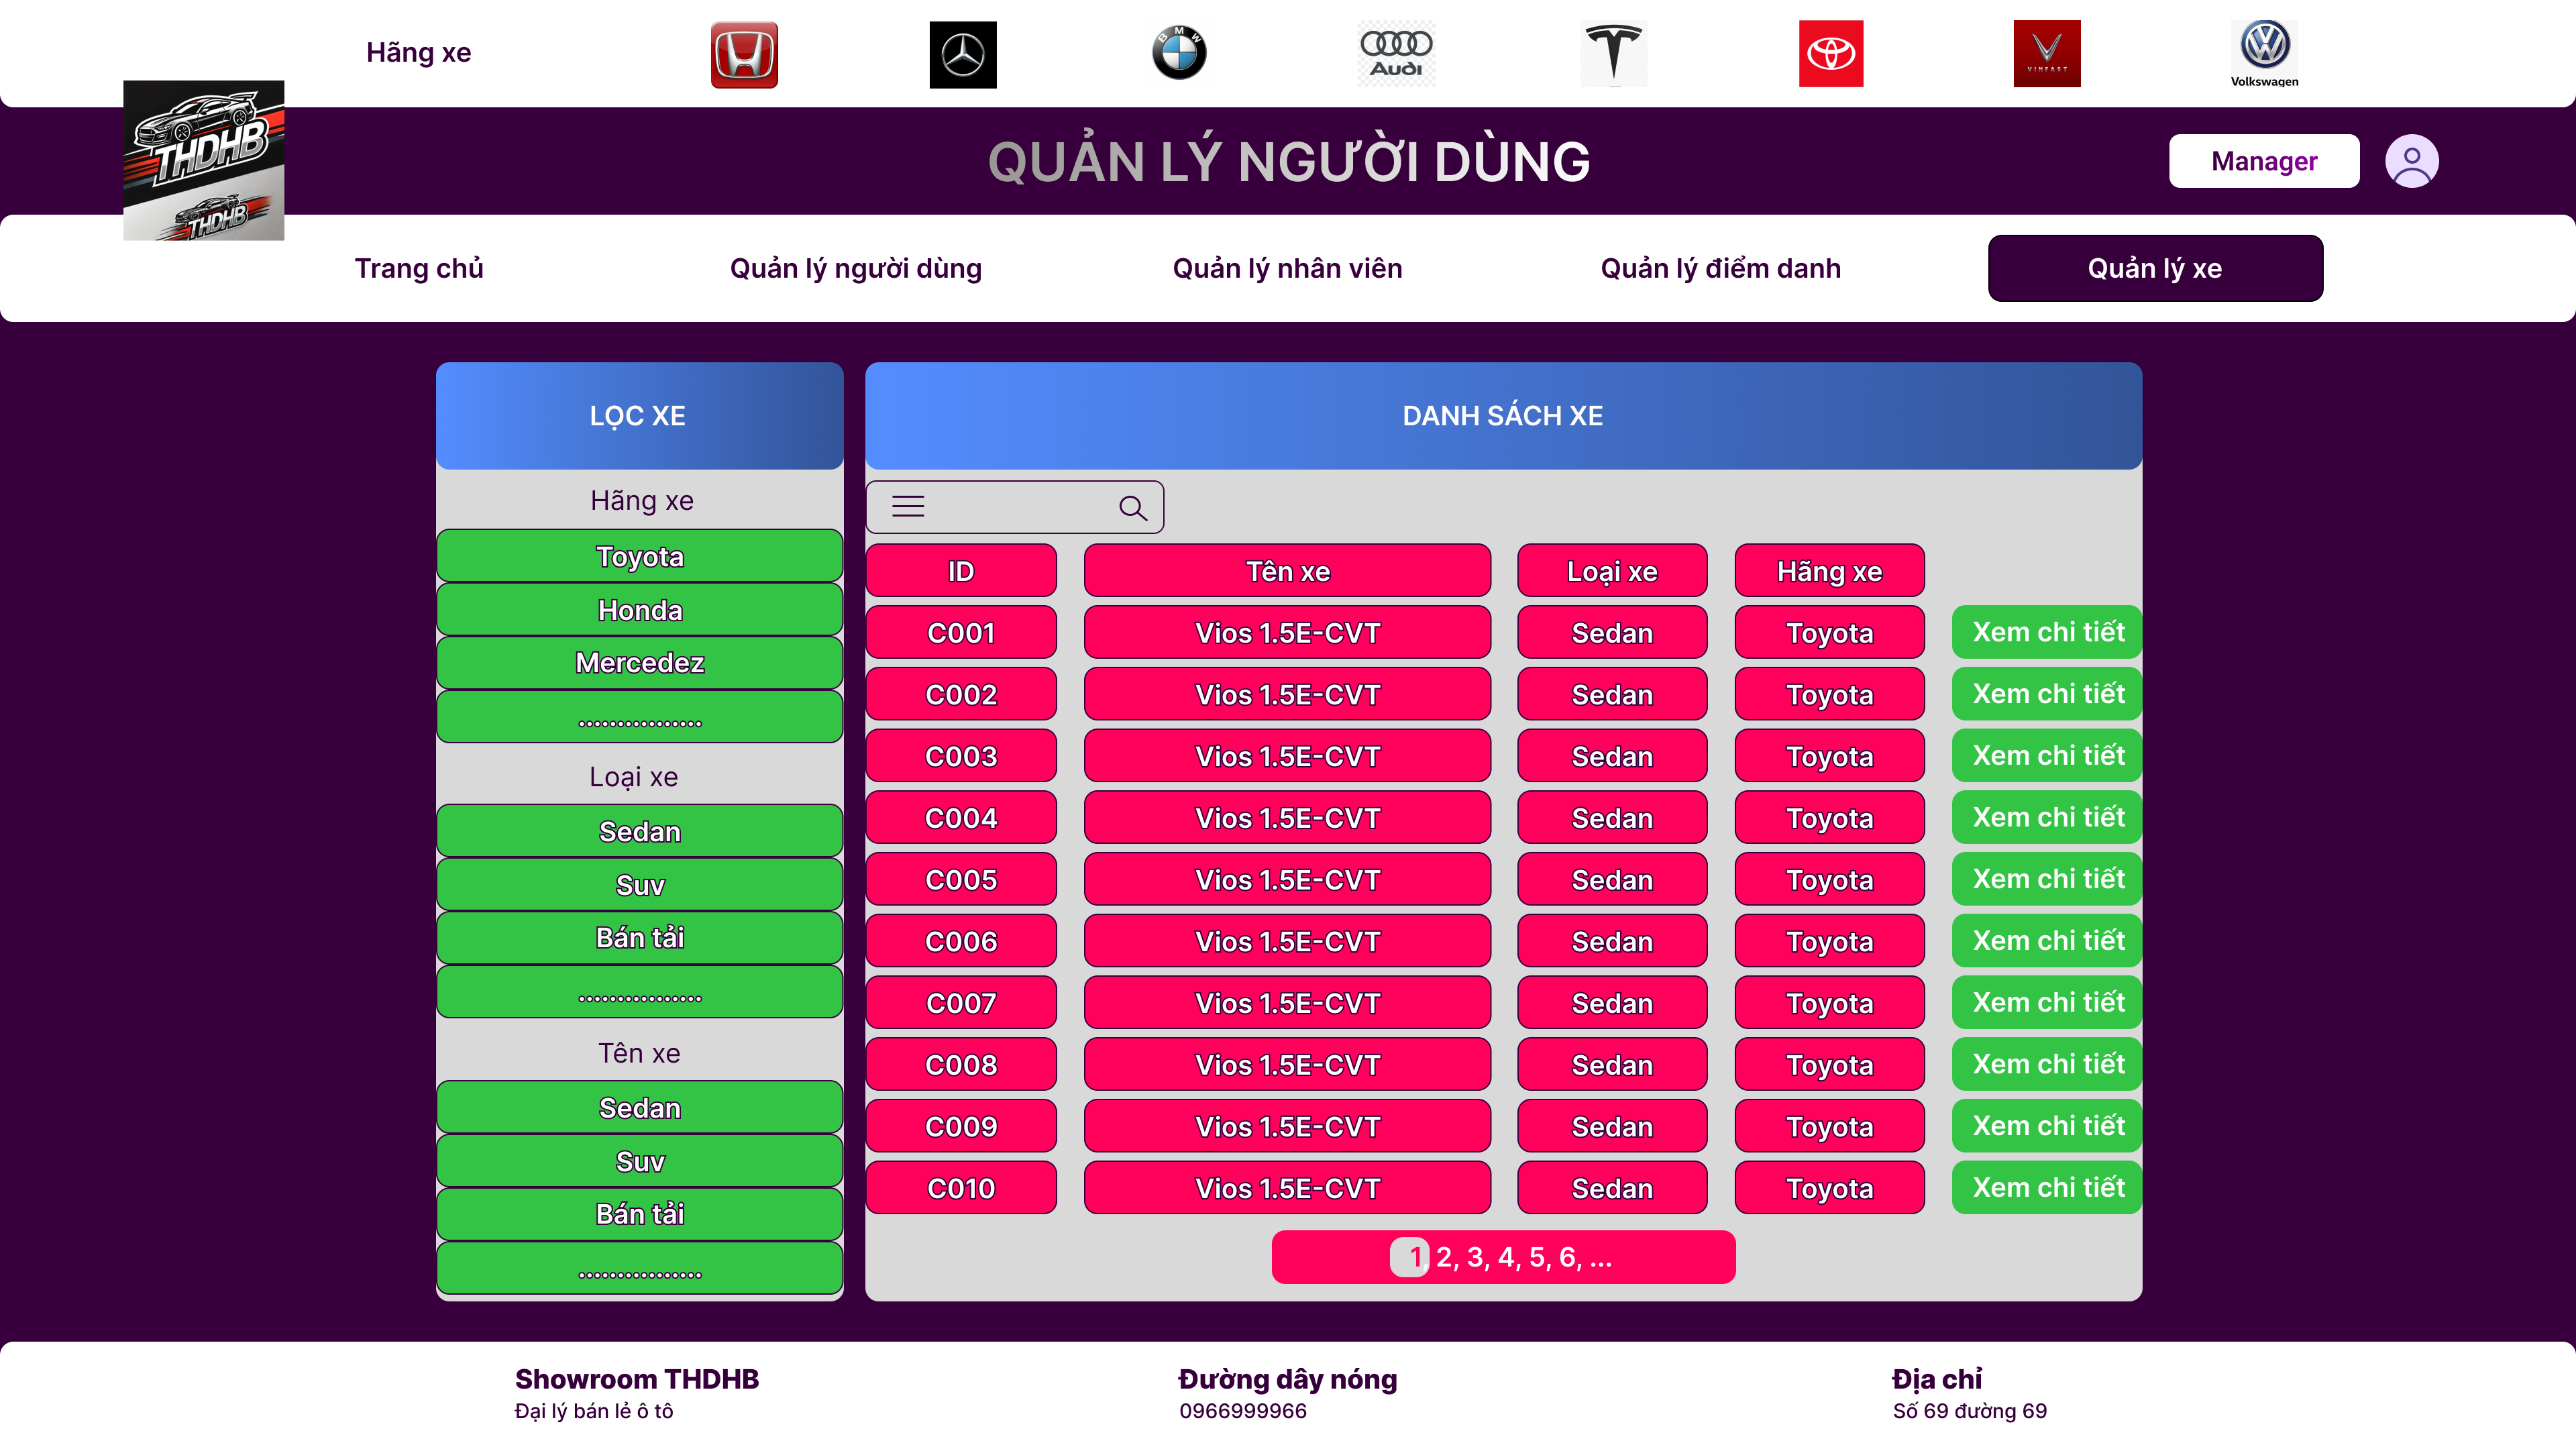 Hãng xe
BMW
Audi
VINFAST
Volkswagen
THDHB
THDHB
QUẢN LÝ NGƯỜI DÙNG
Manager
Trang chủ
Quản lý người dùng
Quản lý nhân viên
Quản lý điểm danh
Quản lý xe
LỌC XE
Hãng xe
Toyota
Honda
Mercedez
................
Loại xe
Sedan
Suv
Bán tải
................
Tên xe
Sedan
Suv
Bán tải
................
DANH SÁCH XE
ID Tên xe Loại xe Hãng xe
C001 Vios 1.5E-CVT Sedan Toyota Xem chi tiết
C002 Vios 1.5E-CVT Sedan Toyota Xem chi tiết
C003 Vios 1.5E-CVT Sedan Toyota Xem chi tiết
C004 Vios 1.5E-CVT Sedan Toyota Xem chi tiết
C005 Vios 1.5E-CVT Sedan Toyota Xem chi tiết
C006 Vios 1.5E-CVT Sedan Toyota Xem chi tiết
C007 Vios 1.5E-CVT Sedan Toyota Xem chi tiết
C008 Vios 1.5E-CVT Sedan Toyota Xem chi tiết
C009 Vios 1.5E-CVT Sedan Toyota Xem chi tiết
C010 Vios 1.5E-CVT Sedan Toyota Xem chi tiết
1, 2, 3, 4, 5, 6, ...
Showroom THDHB
Đại lý bán lẻ ô tô
Đường dây nóng
0966999966
Địa chỉ
Số 69 đường 69